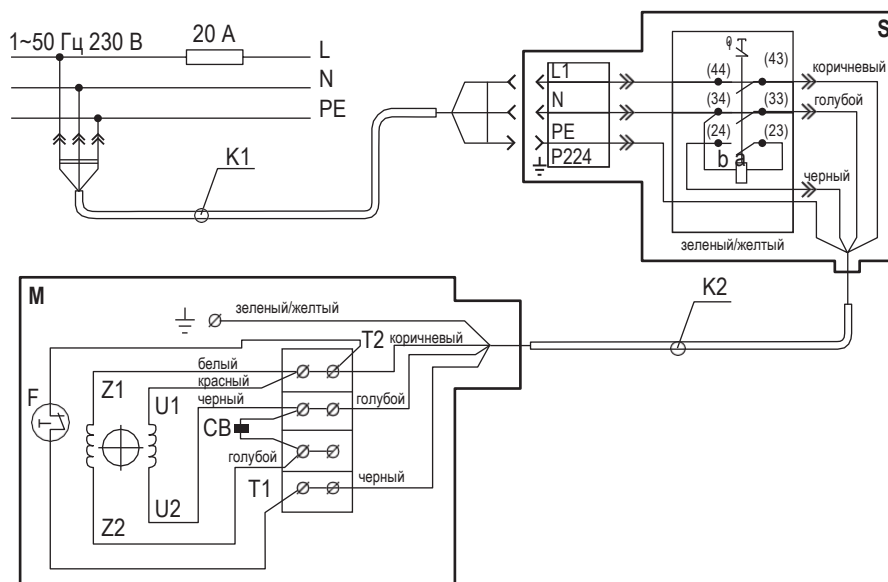 1~50 Гц 230 В
20 А
L
N
PE
K1
S
L1
N
PE
P224
(44)
(43)
(34)
(33)
(24)
(23)
b a
коричневый
голубой
черный
зеленый/желтый
K2
M
зеленый/желтый
T2
коричневый
белый
красный
Z1
U1
F
черный
голубой
CB
голубой
T1
черный
U2
Z2